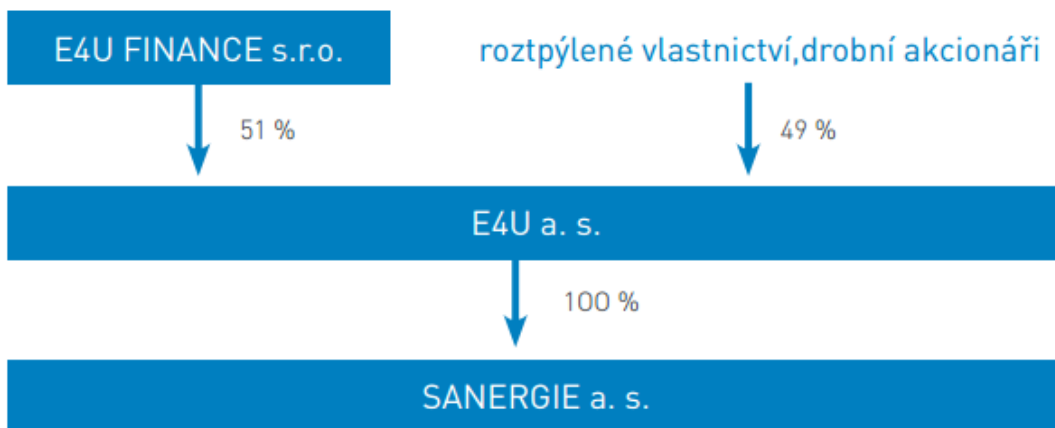 E4U FINANCE s.r.o.
roztpýlené vlastnictví,drobní akcionáři
51 %
49 %
E4U a. s.
100 %
SANERGIE a. s.